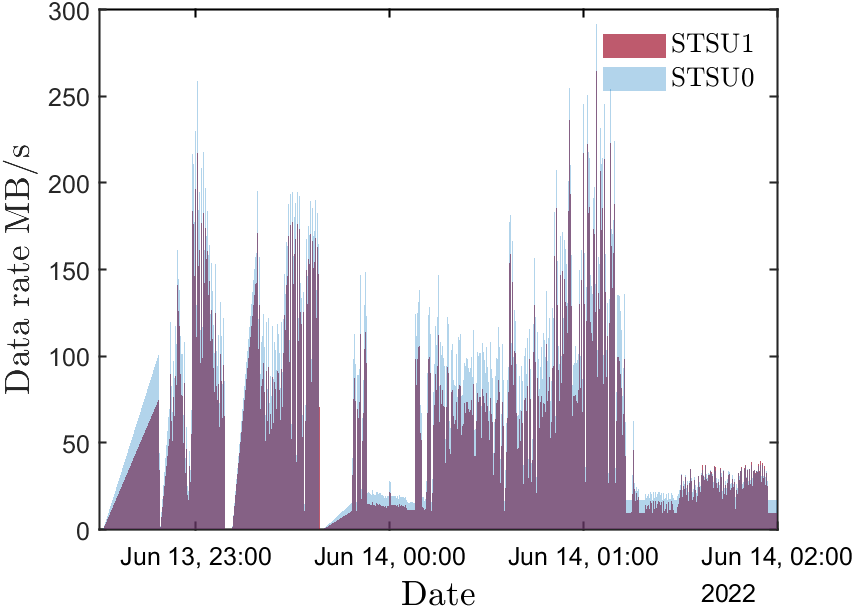 300
250
200
150
100
50
0
Data rate MB/s
STSU1
STSU0
Jun 13, 23:00
Jun 14, 00:00
Jun 14, 01:00
Jun 14, 02:00
Date
2022